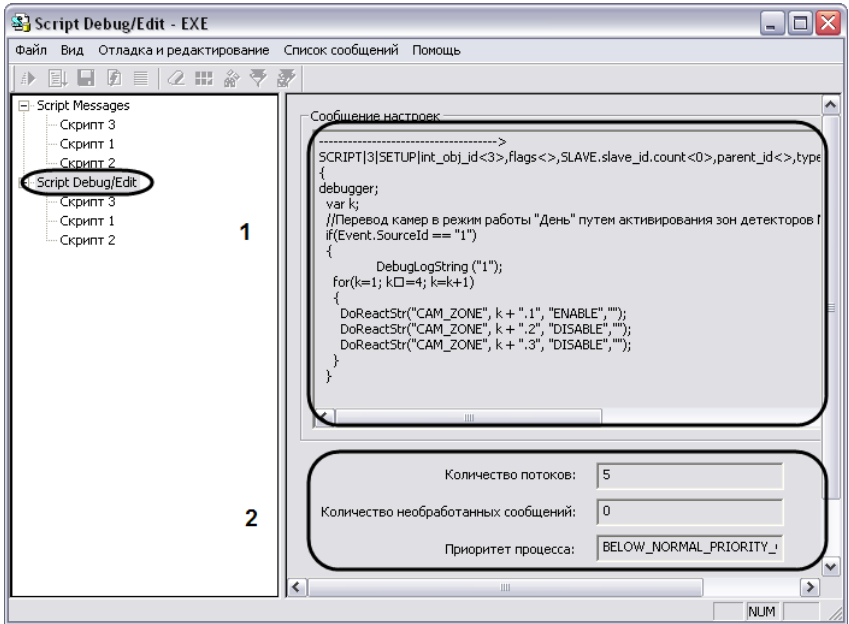 Script Debug/Edit - EXE
Файл Вид Отладка и редактирование Список сообщений Помощь
Script Messages
Скрипт 3
Скрипт 1
Скрипт 2
Script Debug/Edit
Скрипт 3
Скрипт 1
Скрипт 2
1
2
Сообщение настроек
------------------------------------>
SCRIPT|3|SETUP|int_obj_id<3>,flags<>,SLAVE.slave_id.count<0>,parent_id<>,type
{
debugger;
var k;
//Перевод камер в режим работы "День" путем активирования зон детекторов
if(Event.SourceId == "1")
{
DebugLogString ("1");
for(k=1; k□=4; k=k+1)
{
DoReactStr("CAM_ZONE", k + ".1", "ENABLE","");
DoReactStr("CAM_ZONE", k + ".2", "DISABLE","");
DoReactStr("CAM_ZONE", k + ".3", "DISABLE","");
}
}
Количество потоков: 5
Количество необработанных сообщений: 0
Приоритет процесса: BELOW_NORMAL_PRIORITY_
NUM